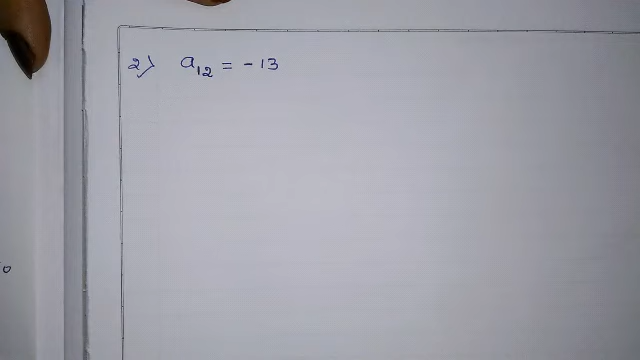 2) a₁₂ = -13